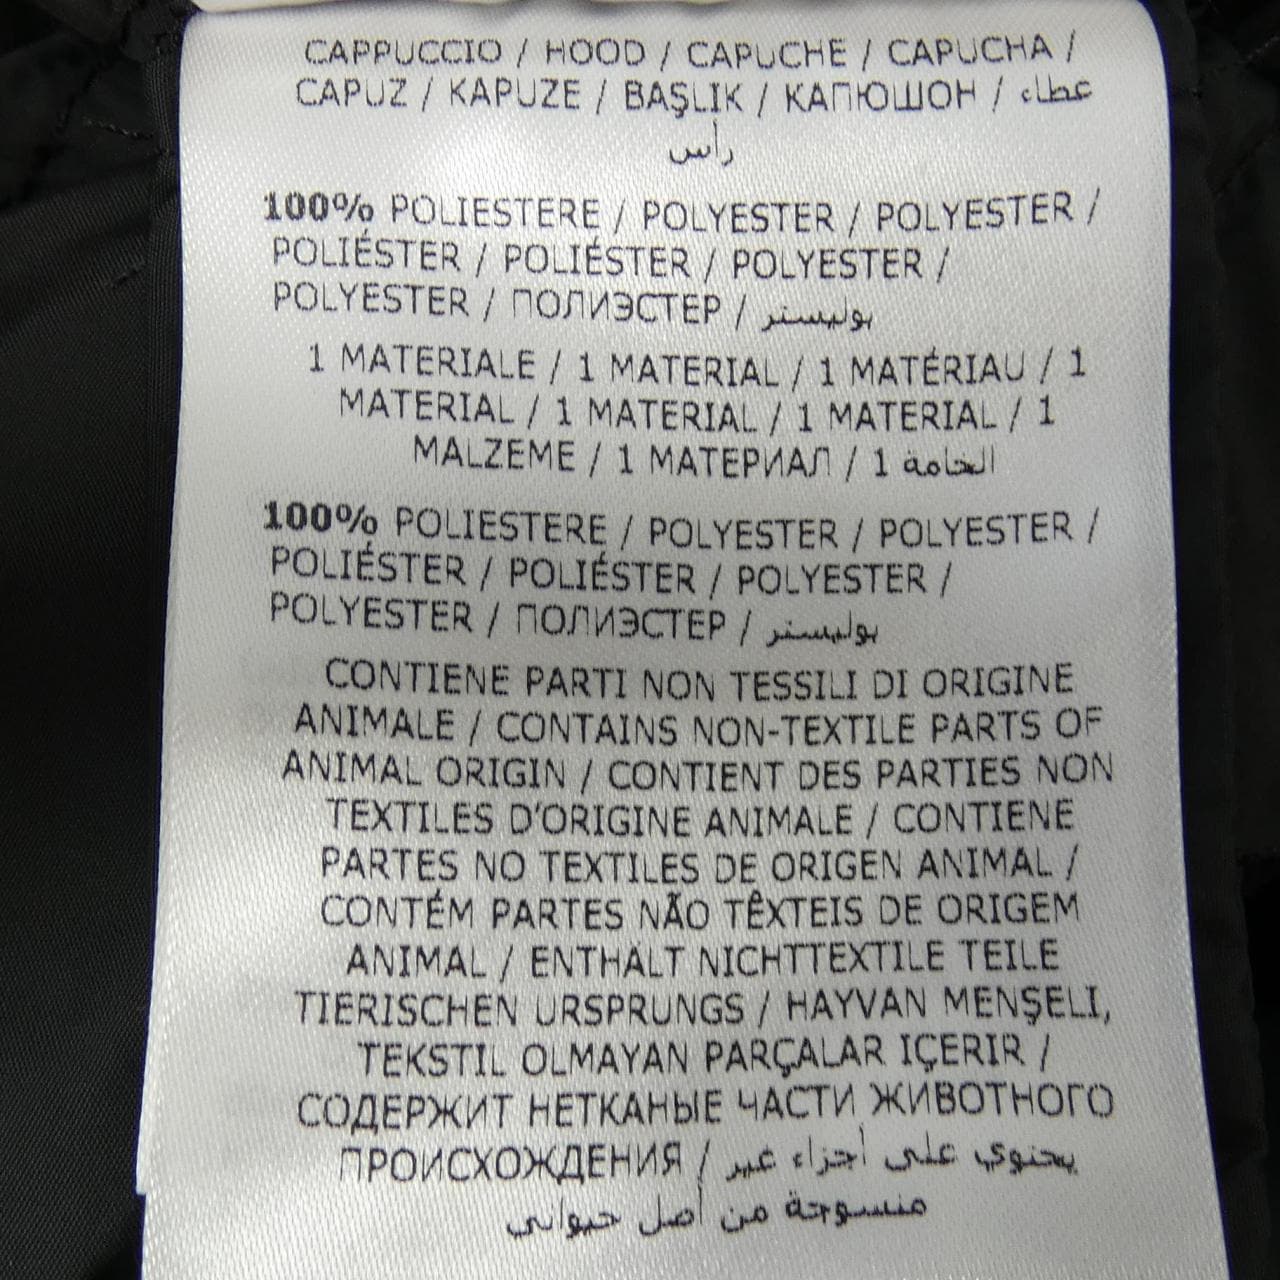 CAPPUCCIO / HOOD / CAPUCHE / CAPUCHA /
CAPUZ / KAPUZE / BAŞLIK / КАПЮШОН / غطاء
رأس
100% POLIESTERE / POLYESTER / POLYESTER /
POLIÉSTER / POLIÉSTER / POLYESTER /
POLYESTER / ПОЛИЭСТЕР / بوليستر
1 MATERIALE / 1 MATERIAL / 1 MATÉRIAU / 1
MATERIAL / 1 MATERIAL / 1 MATERIAL / 1
MALZEME / 1 МАТЕРИАЛ / 1 الخامة
100% POLIESTERE / POLYESTER / POLYESTER /
POLIÉSTER / POLIÉSTER / POLYESTER /
POLYESTER / ПОЛИЭСТЕР / بوليستر
CONTIENE PARTI NON TESSILI DI ORIGINE
ANIMALE / CONTAINS NON-TEXTILE PARTS OF
ANIMAL ORIGIN / CONTIENT DES PARTIES NON
TEXTILES D'ORIGINE ANIMALE / CONTIENE
PARTES NO TEXTILES DE ORIGEN ANIMAL /
CONTÉM PARTES NÃO TÊXTEIS DE ORIGEM
ANIMAL / ENTHÄLT NICHTTEXTILE TEILE
TIERISCHEN URSPRUNGS / HAYVAN MENŞELI,
TEKSTIL OLMAYAN PARÇALAR IÇERIR /
СОДЕРЖИТ НЕТКАНЫЕ ЧАСТИ ЖИВОТНОГО
ПРОИСХОЖДЕНИЯ / يحتوي على أجزاء غير
منسوجة من أصل حيواني